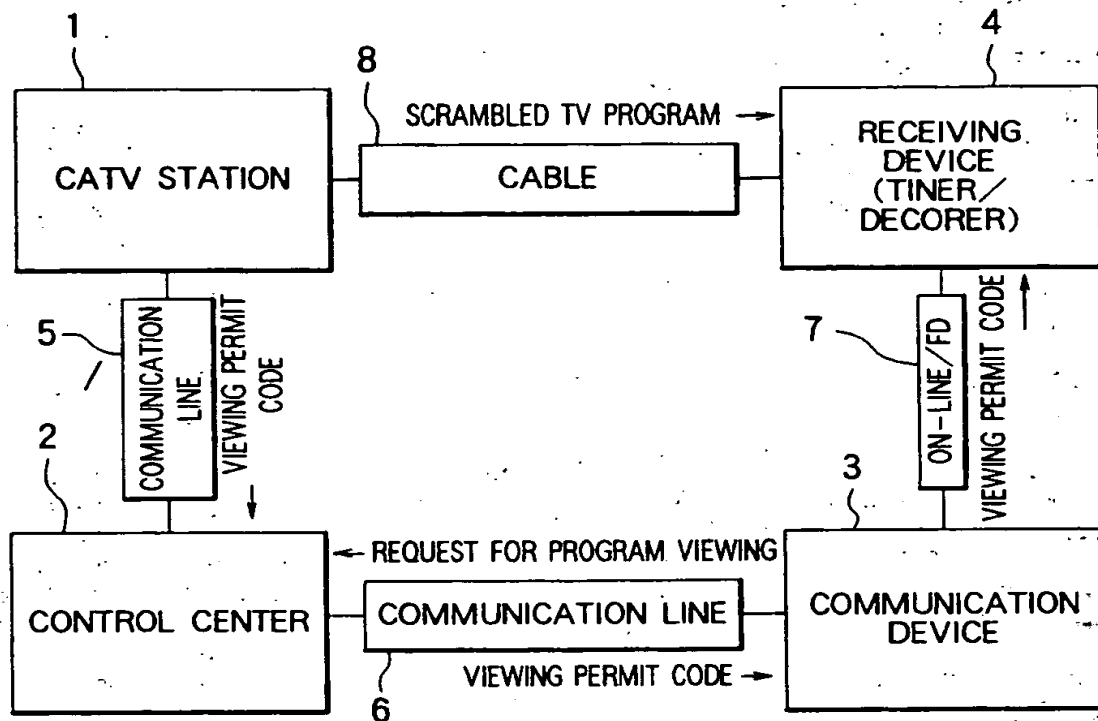 1
CATV STATION
8
CABLE
SCRAMBLED TV PROGRAM →
4
RECEIVING
DEVICE
(TINER/
DECORER)
5
COMMUNICATION
LINE
VIEWING PERMIT
CODE
→
7
ON-LINE/FD
VIEWING PERMIT CODE
→
2
CONTROL CENTER
← REQUEST FOR PROGRAM VIEWING
COMMUNICATION LINE
6
VIEWING PERMIT CODE →
3
COMMUNICATION
DEVICE